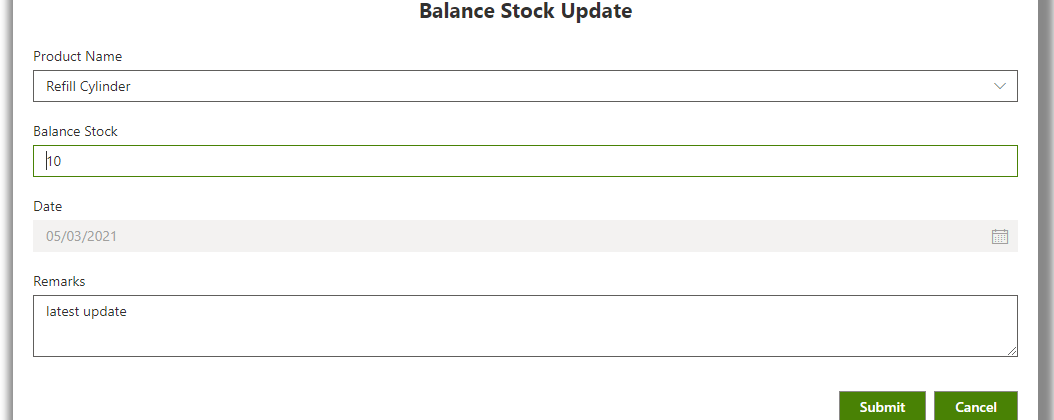 Balance Stock Update
Product Name
Refill Cylinder
Balance Stock
10
Date
05/03/2021
Remarks
latest update
Submit Cancel